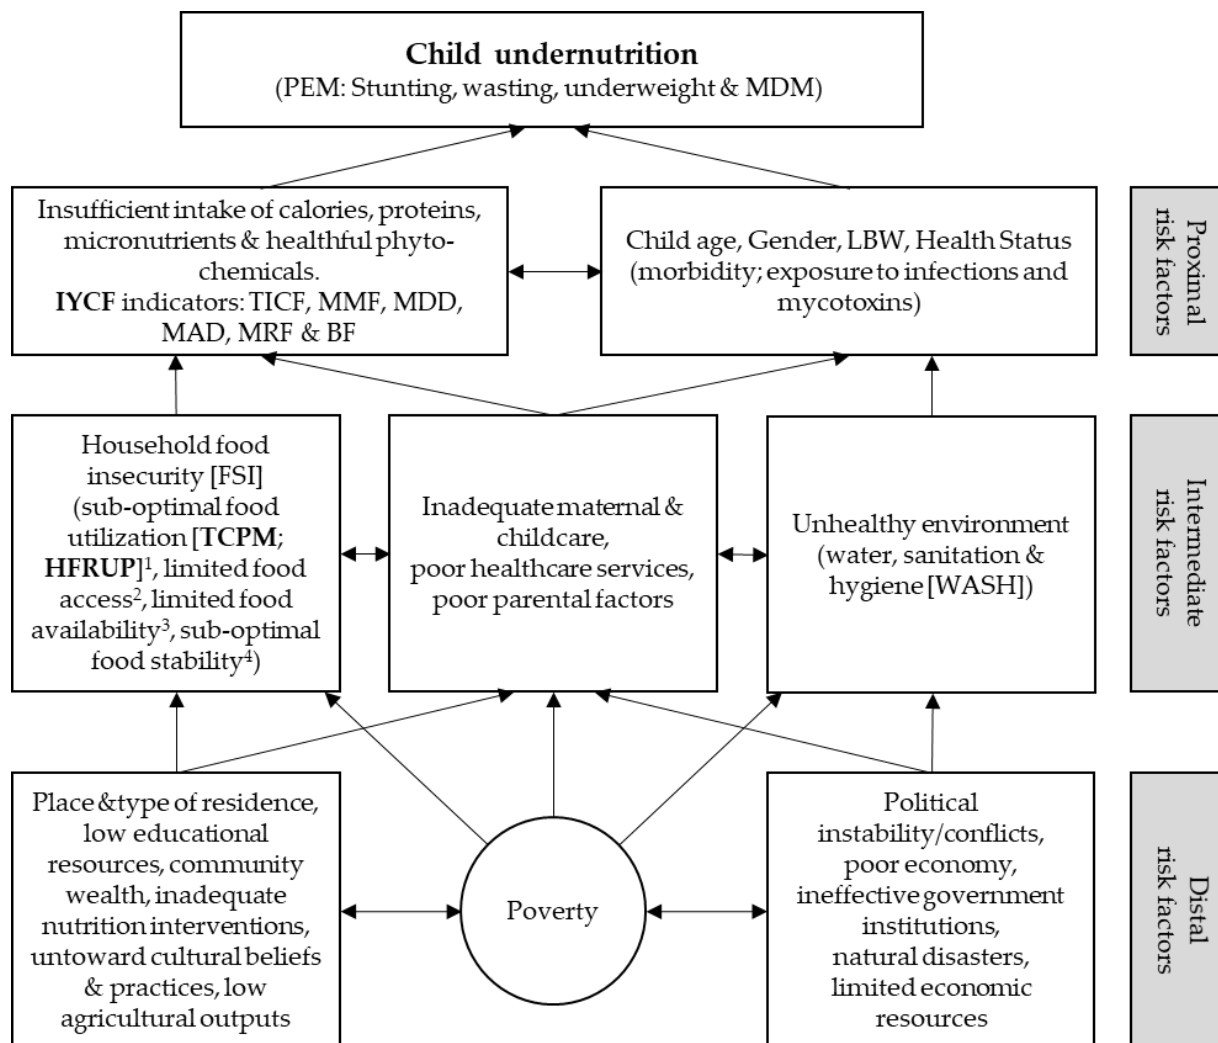 Child undernutrition
(PEM: Stunting, wasting, underweight & MDM)
Insufficient intake of calories, proteins,
micronutrients & healthful phyto-
chemicals.
IYCF indicators: TICF, MMF, MDD,
MAD, MRF & BF
Child age, Gender, LBW, Health Status
(morbidity; exposure to infections and
mycotoxins)
Proximal
risk factors
Household food
insecurity [FSI]
(sub-optimal food
utilization [TCPM;
HFRUP]¹, limited food
access², limited food
availability³, sub-optimal
food stability⁴)
Inadequate maternal &
childcare,
poor healthcare services,
poor parental factors
Unhealthy environment
(water, sanitation &
hygiene [WASH])
Intermediate
risk factors
Place &type of residence,
low educational
resources, community
wealth, inadequate
nutrition interventions,
untoward cultural beliefs
& practices, low
agricultural outputs
Poverty
Political
instability/conflicts,
poor economy,
ineffective government
institutions,
natural disasters,
limited economic
resources
Distal
risk factors